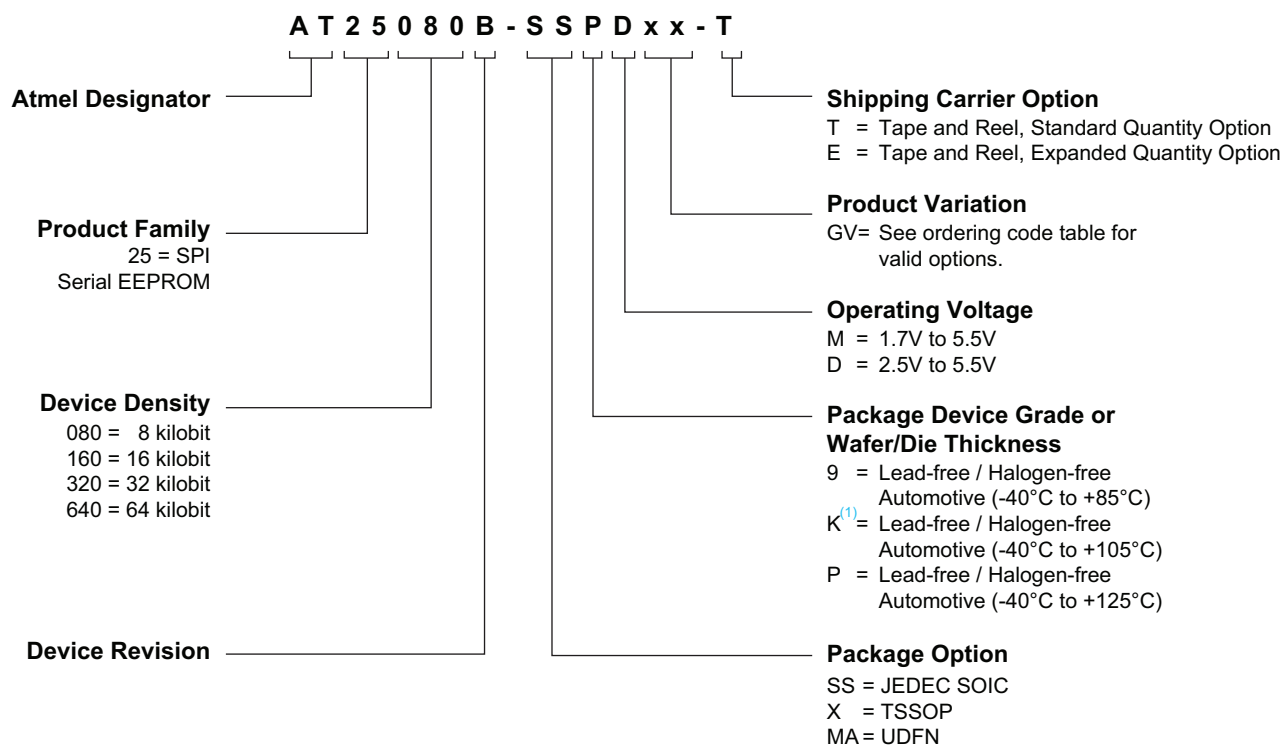 AT25080B-SSPDxx-T
Atmel Designator
Product Family
25 = SPI
Serial EEPROM
Device Density
080 = 8 kilobit
160 = 16 kilobit
320 = 32 kilobit
640 = 64 kilobit
Device Revision
Shipping Carrier Option
T = Tape and Reel, Standard Quantity Option
E = Tape and Reel, Expanded Quantity Option
Product Variation
GV= See ordering code table for
valid options.
Operating Voltage
M = 1.7V to 5.5V
D = 2.5V to 5.5V
Package Device Grade or
Wafer/Die Thickness
9 = Lead-free / Halogen-free
Automotive (-40°C to +85°C)
K(1) = Lead-free / Halogen-free
Automotive (-40°C to +105°C)
P = Lead-free / Halogen-free
Automotive (-40°C to +125°C)
Package Option
SS = JEDEC SOIC
X = TSSOP
MA = UDFN